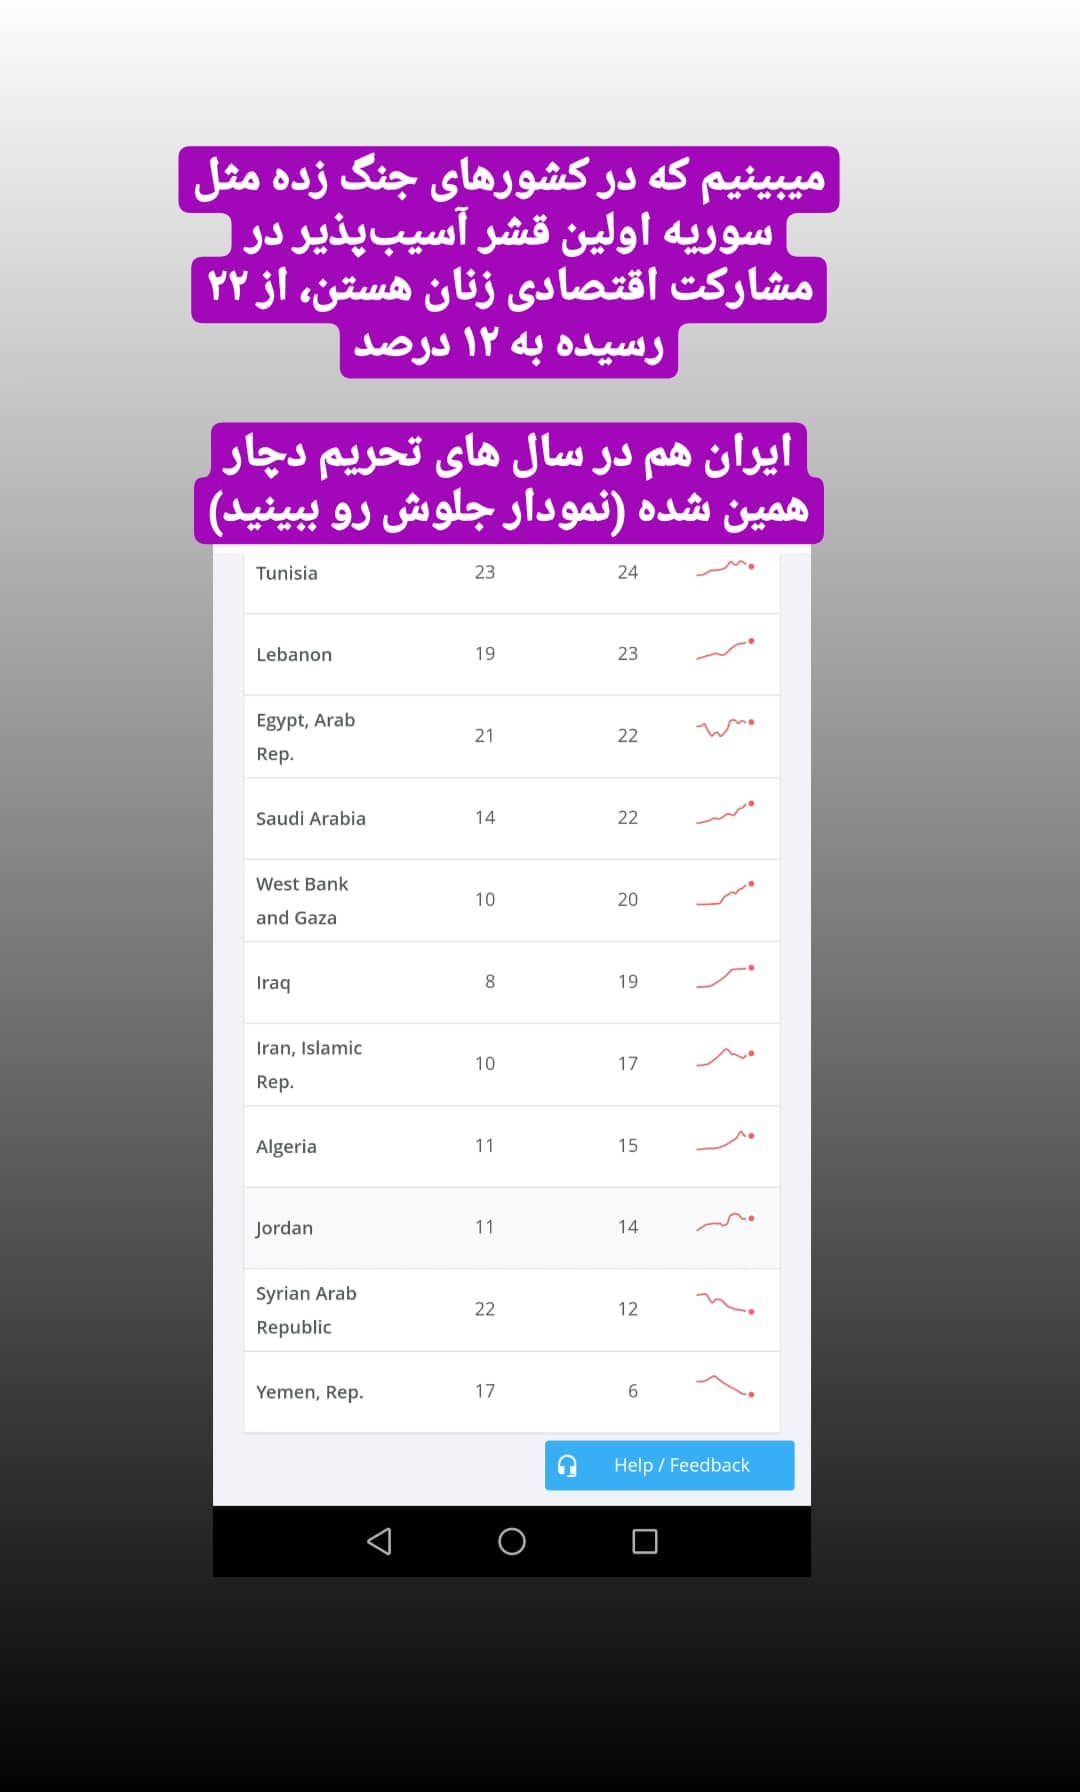 میبینیم که در کشورهای جنگ زده مثل
سوریه اولین قشر آسیب‌پذیر در
مشارکت اقتصادی زنان هستن، از ۲۲
رسیده به ۱۲ درصد
ایران هم در سال های تحریم دچار
همین شده (نمودار جلوش رو ببینید)
Tunisia 23 24
Lebanon 19 23
Egypt, Arab
Rep. 21 22
Saudi Arabia 14 22
West Bank
and Gaza 10 20
Iraq 8 19
Iran, Islamic
Rep. 10 17
Algeria 11 15
Jordan 11 14
Syrian Arab
Republic 22 12
Yemen, Rep. 17 6
Help / Feedback